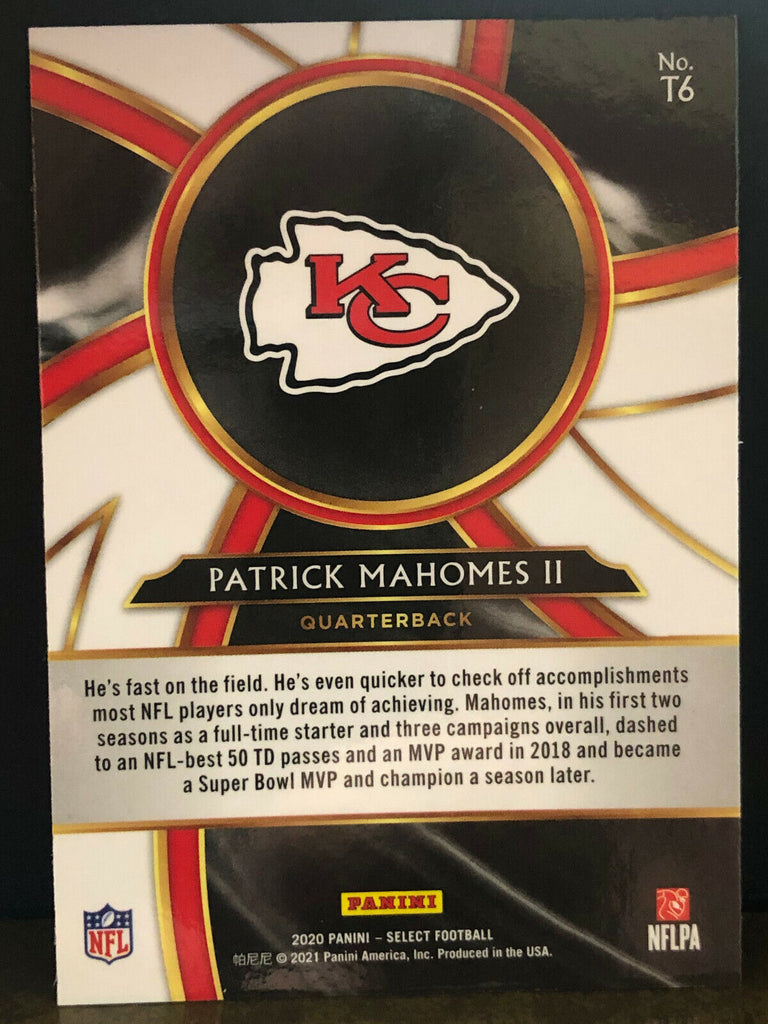 No.
T6
KC
PATRICK MAHOMES II
QUARTERBACK
He's fast on the field. He's even quicker to check off accomplishments
most NFL players only dream of achieving. Mahomes, in his first two
seasons as a full-time starter and three campaigns overall, dashed
to an NFL-best 50 TD passes and an MVP award in 2018 and became
a Super Bowl MVP and champion a season later.
NFL
PANINI
2020 PANINI – SELECT FOOTBALL
帕尼尼 © 2021 Panini America, Inc. Produced in the USA.
NFLPA